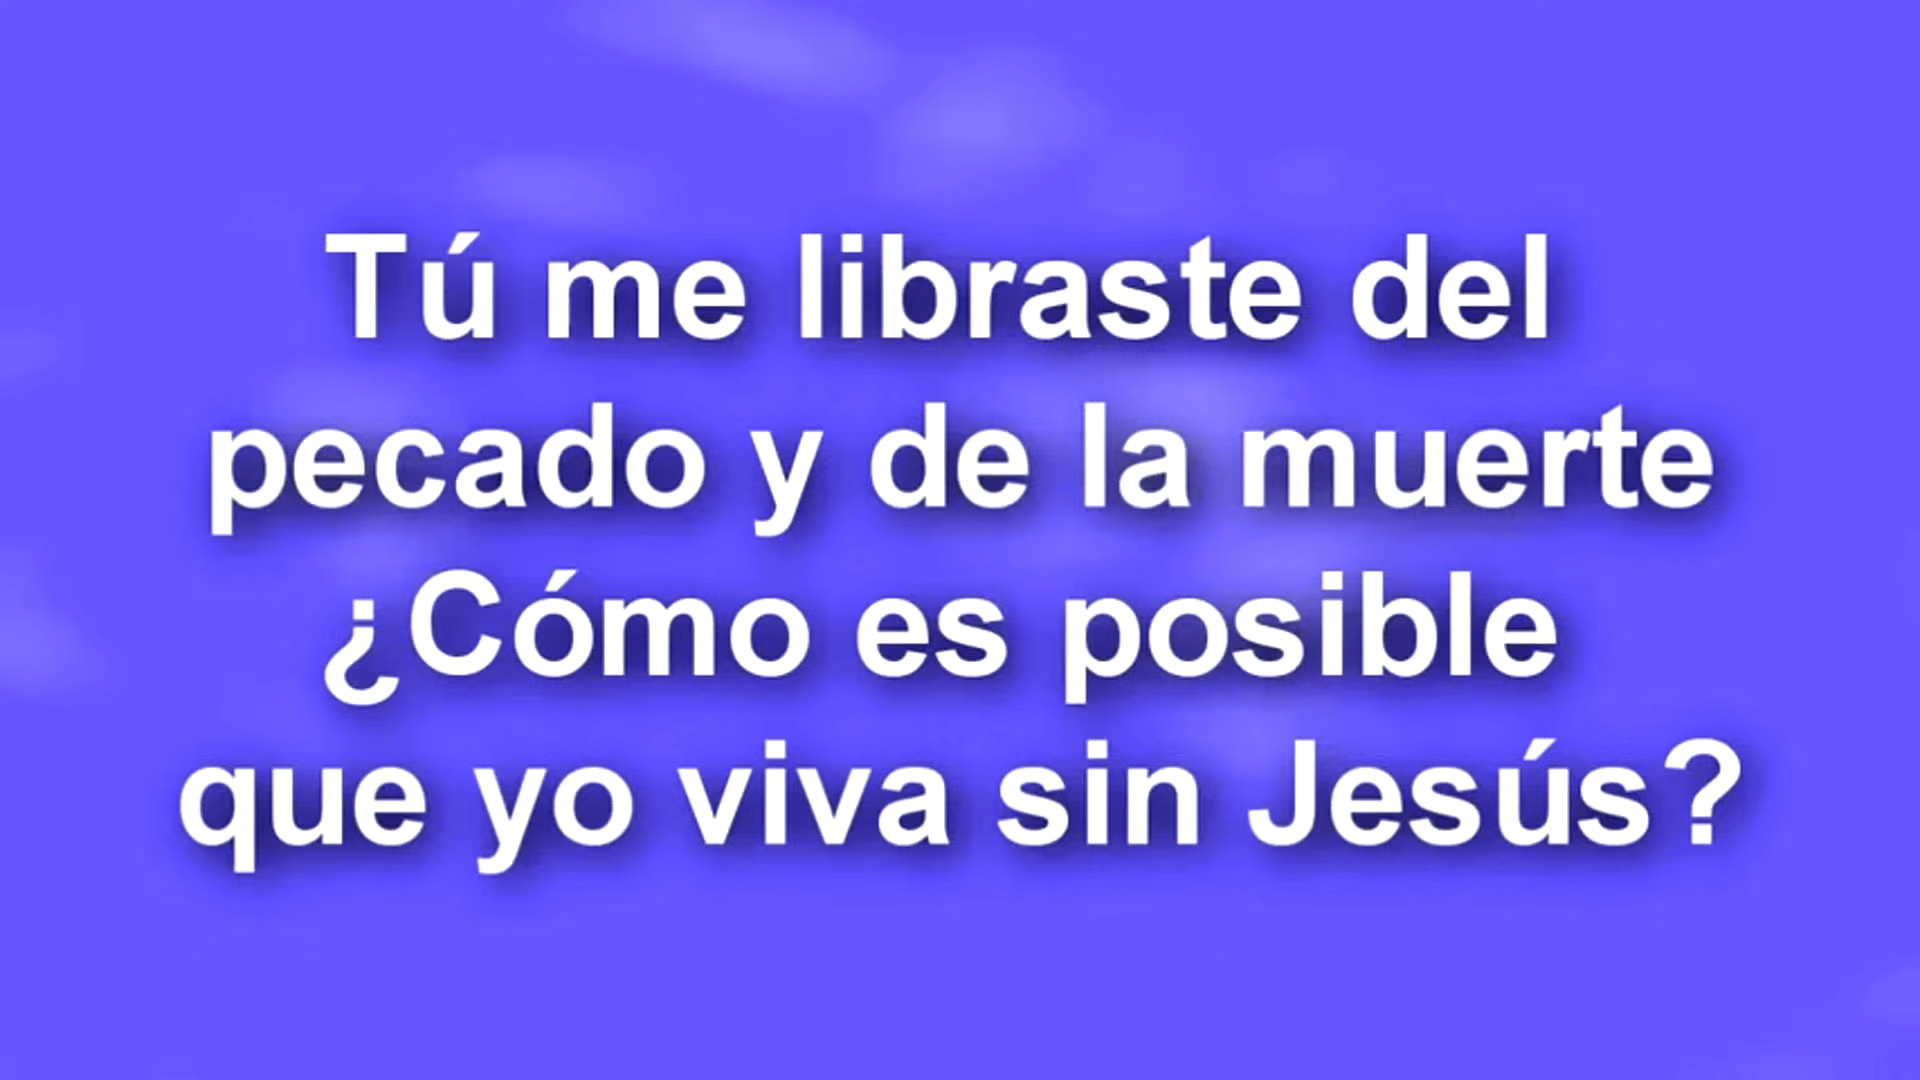 Tú me libraste del
pecado y de la muerte
¿Cómo es posible
que yo viva sin Jesús?